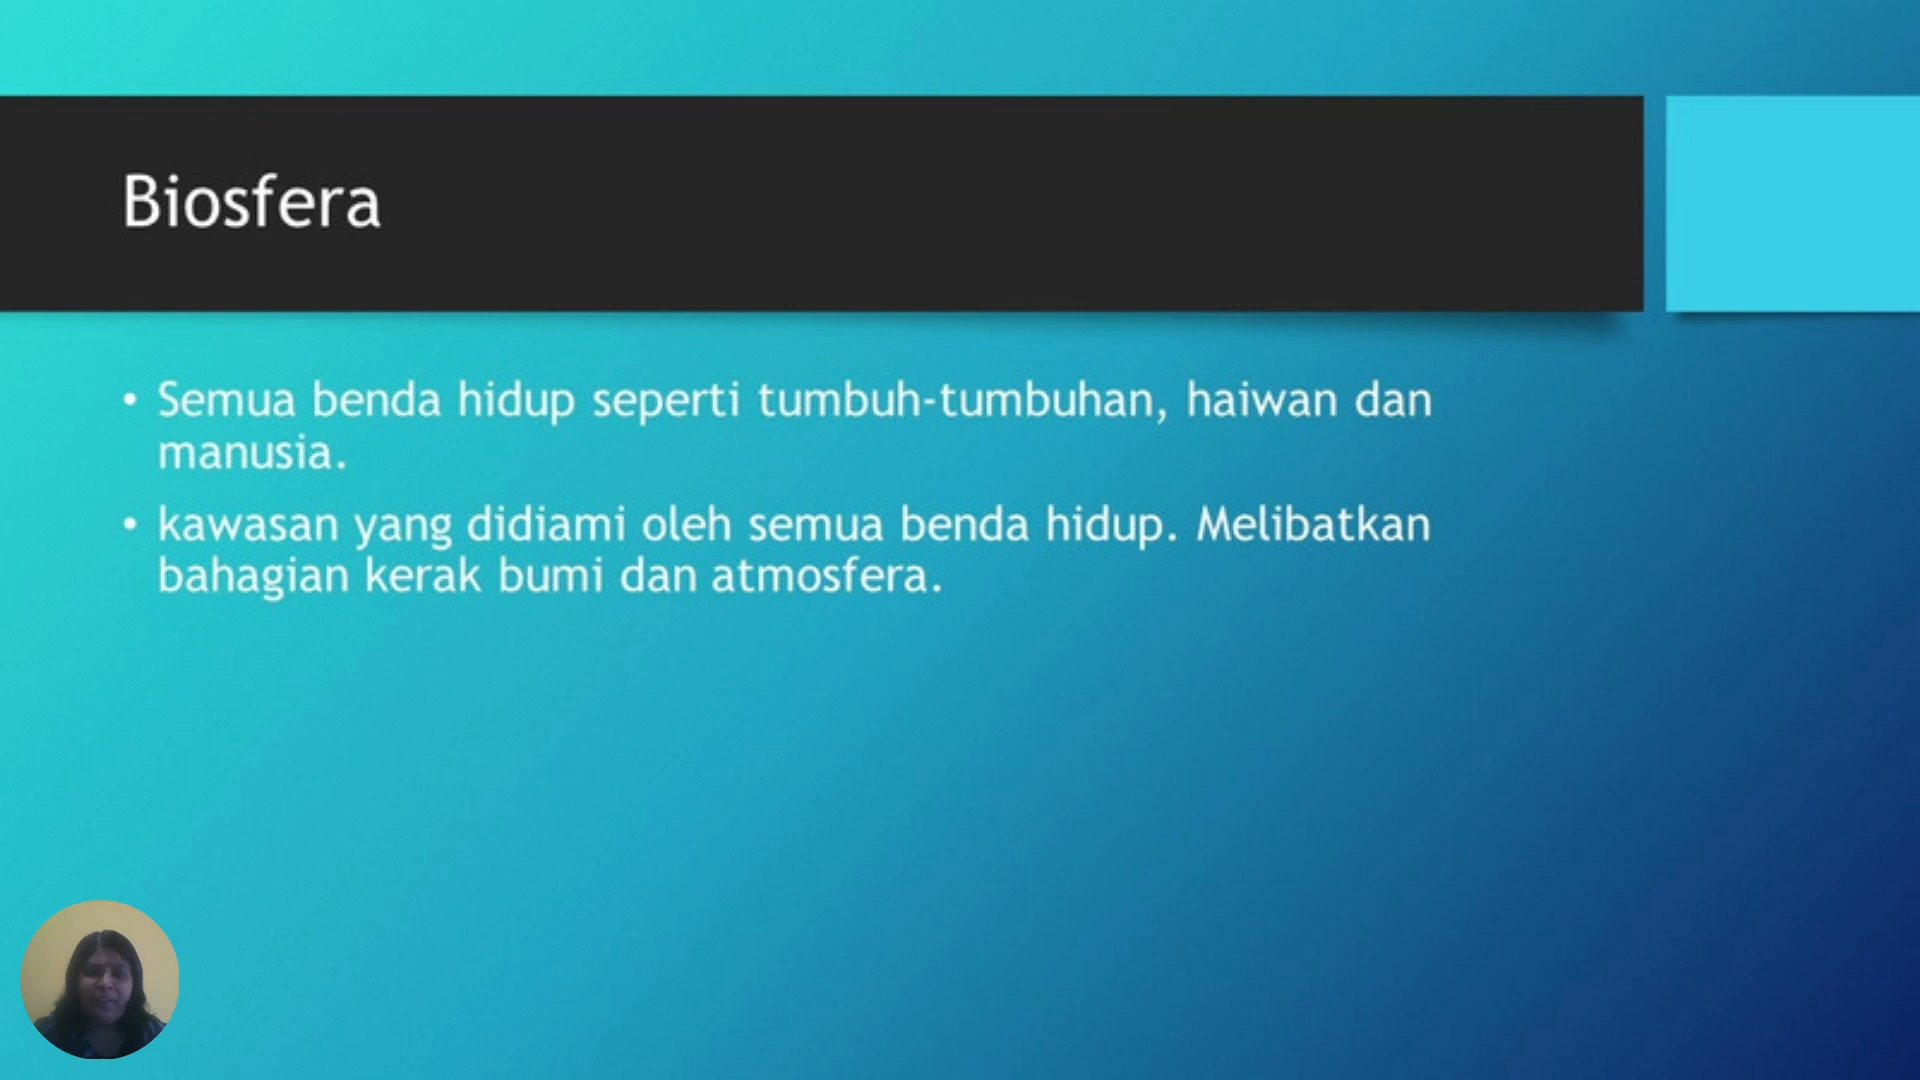 Biosfera
• Semua benda hidup seperti tumbuh-tumbuhan, haiwan dan
manusia.
• kawasan yang didiami oleh semua benda hidup. Melibatkan
bahagian kerak bumi dan atmosfera.